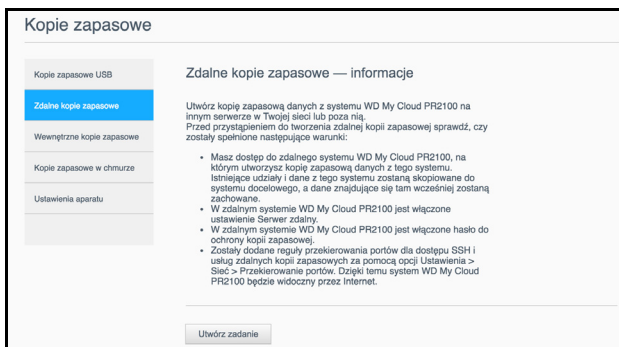 Kopie zapasowe
Kopie zapasowe USB
Zdalne kopie zapasowe
Wewnętrzne kopie zapasowe
Kopie zapasowe w chmurze
Ustawienia aparatu
Zdalne kopie zapasowe — informacje
Utwórz kopię zapasową danych z systemu WD My Cloud PR2100 na
innym serwerze w Twojej sieci lub poza nią.
Przed przystąpieniem do tworzenia zdalnej kopii zapasowej sprawdź, czy
zostały spełnione następujące warunki:
• Masz dostęp do zdalnego systemu WD My Cloud PR2100, na
którym utworzysz kopię zapasową danych z tego systemu.
Istniejące udziały i dane z tego systemu zostaną skopiowane do
systemu docelowego, a dane znajdujące się tam wcześniej zostaną
zachowane.
• W zdalnym systemie WD My Cloud PR2100 jest włączone
ustawienie Serwer zdalny.
• W zdalnym systemie WD My Cloud PR2100 jest włączone hasło do
ochrony kopii zapasowej.
• Zostały dodane reguły przekierowania portów dla dostępu SSH i
usług zdalnych kopii zapasowych za pomocą opcji Ustawienia >
Sieć > Przekierowanie portów. Dzięki temu system WD My Cloud
PR2100 będzie widoczny przez Internet.
Utwórz zadanie